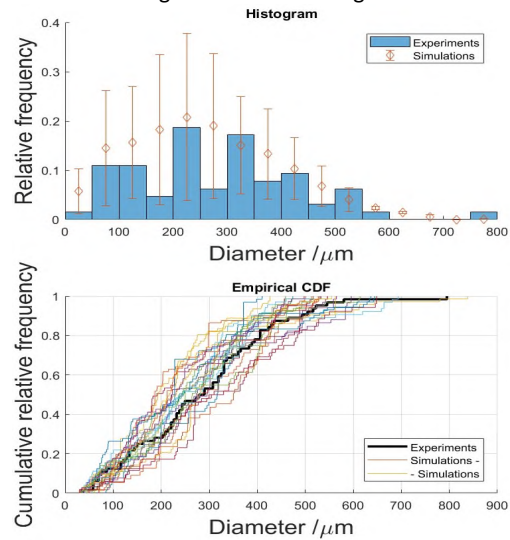 Histogram
0.4
0.3
0.2
0.1
0
Relative frequency
Experiments
Simulations
0 100 200 300 400 500 600 700 800
Diameter /μm
Empirical CDF
1
0.8
0.6
0.4
0.2
0
Cumulative relative frequency
Experiments
Simulations -
- Simulations
0 100 200 300 400 500 600 700 800 900
Diameter /μm